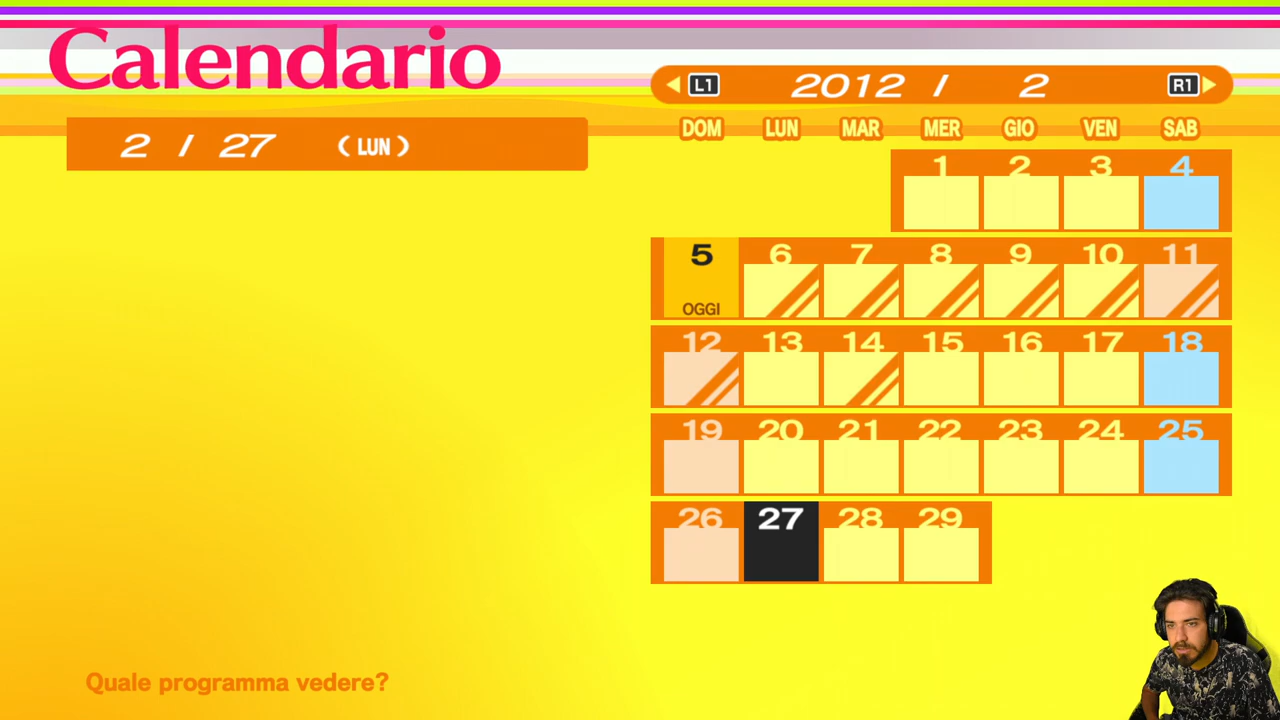 Calendario
L1 2012 / 2 R1
2 / 27 (LUN)
DOM LUN MAR MER GIO VEN SAB
1 2 3 4
5 6 7 8 9 10 11
OGGI
12 13 14 15 16 17 18
19 20 21 22 23 24 25
26 27 28 29
Quale programma vedere?